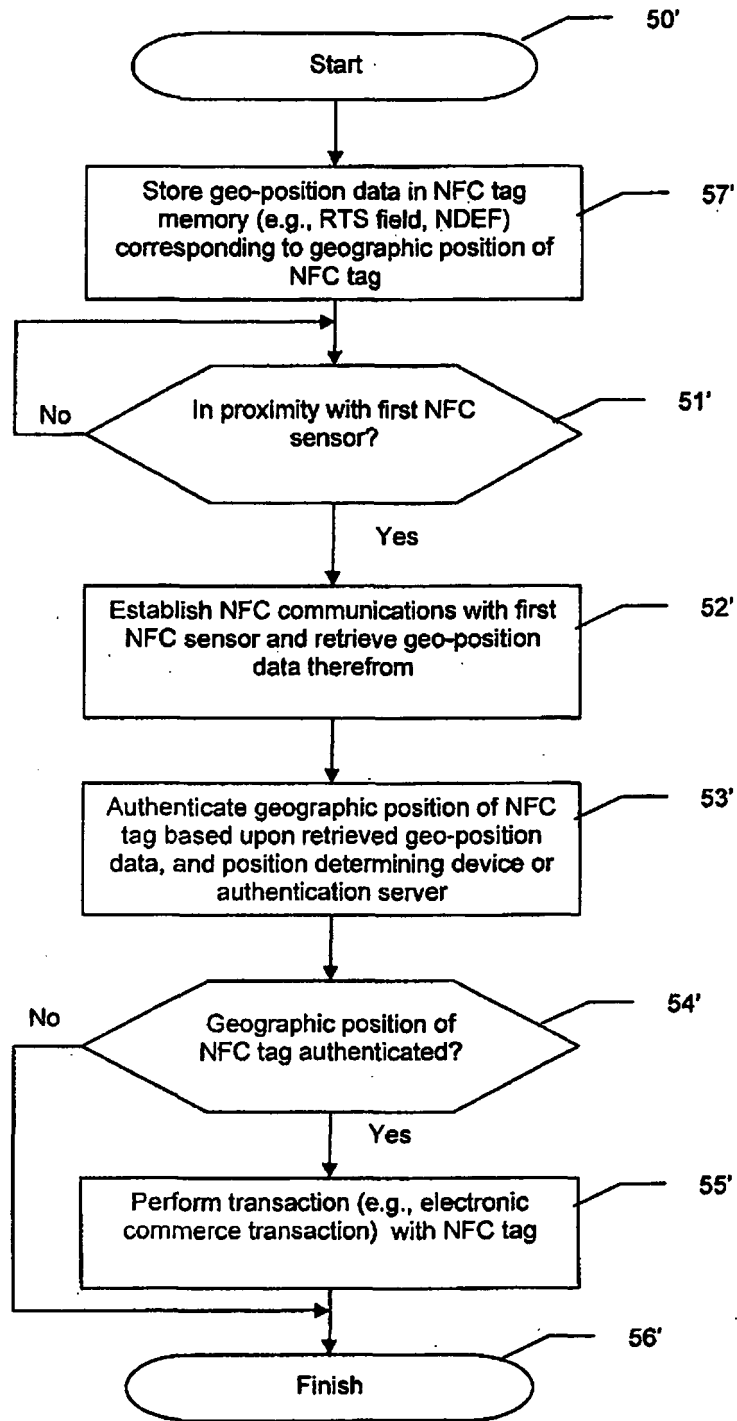 50'
Start
Store geo-position data in NFC tag
memory (e.g., RTS field, NDEF)
corresponding to geographic position of
NFC tag
57'
No
In proximity with first NFC
sensor?
51'
Yes
Establish NFC communications with first
NFC sensor and retrieve geo-position
data therefrom
52'
Authenticate geographic position of NFC
tag based upon retrieved geo-position
data, and position determining device or
authentication server
53'
No
Geographic position of
NFC tag authenticated?
54'
Yes
Perform transaction (e.g., electronic
commerce transaction) with NFC tag
55'
Finish
56'